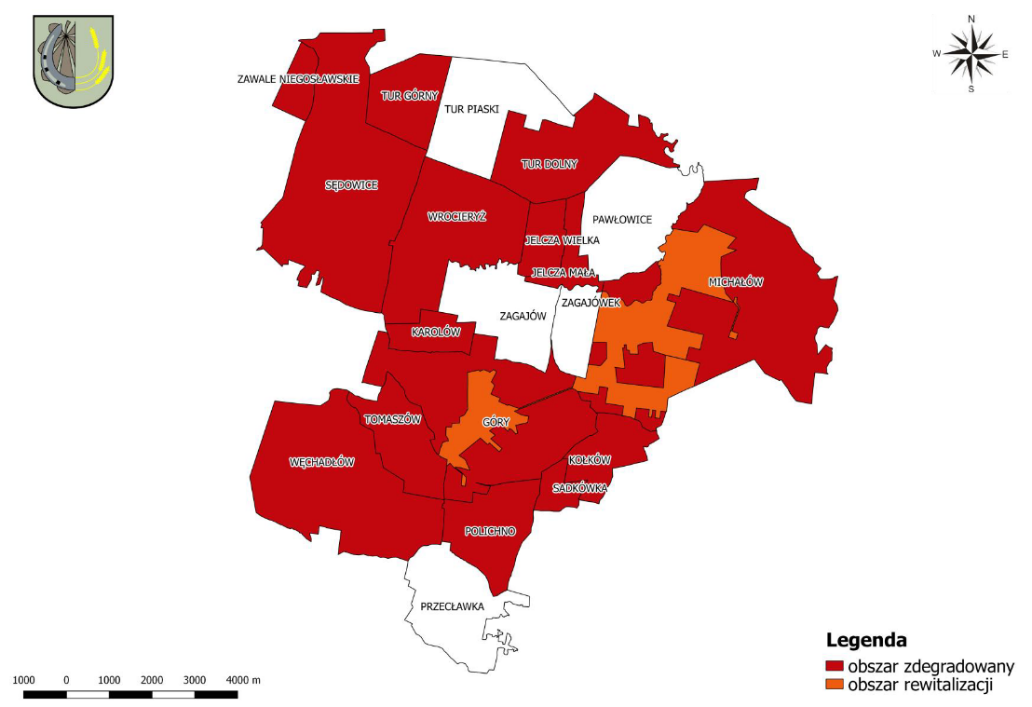 N
W E
S
ZAWALE NIEGOSŁAWSKIE
TUR GÓRNY
TUR PIASKI
TUR DOLNY
SĘDOWICE
WROCIERYŻ
PAWŁOWICE
JELCZA WIELKA
JELCZA MAŁA
MICHAŁÓW
ZAGAJÓWEK
ZAGAJÓW
KAROLÓW
TOMASZÓW
GÓRY
WĘCHADŁÓW
KOŁKÓW
SADKÓWKA
POLICHNO
PRZECŁAWKA
Legenda
obszar zdegradowany
obszar rewitalizacji
1000 0 1000 2000 3000 4000 m